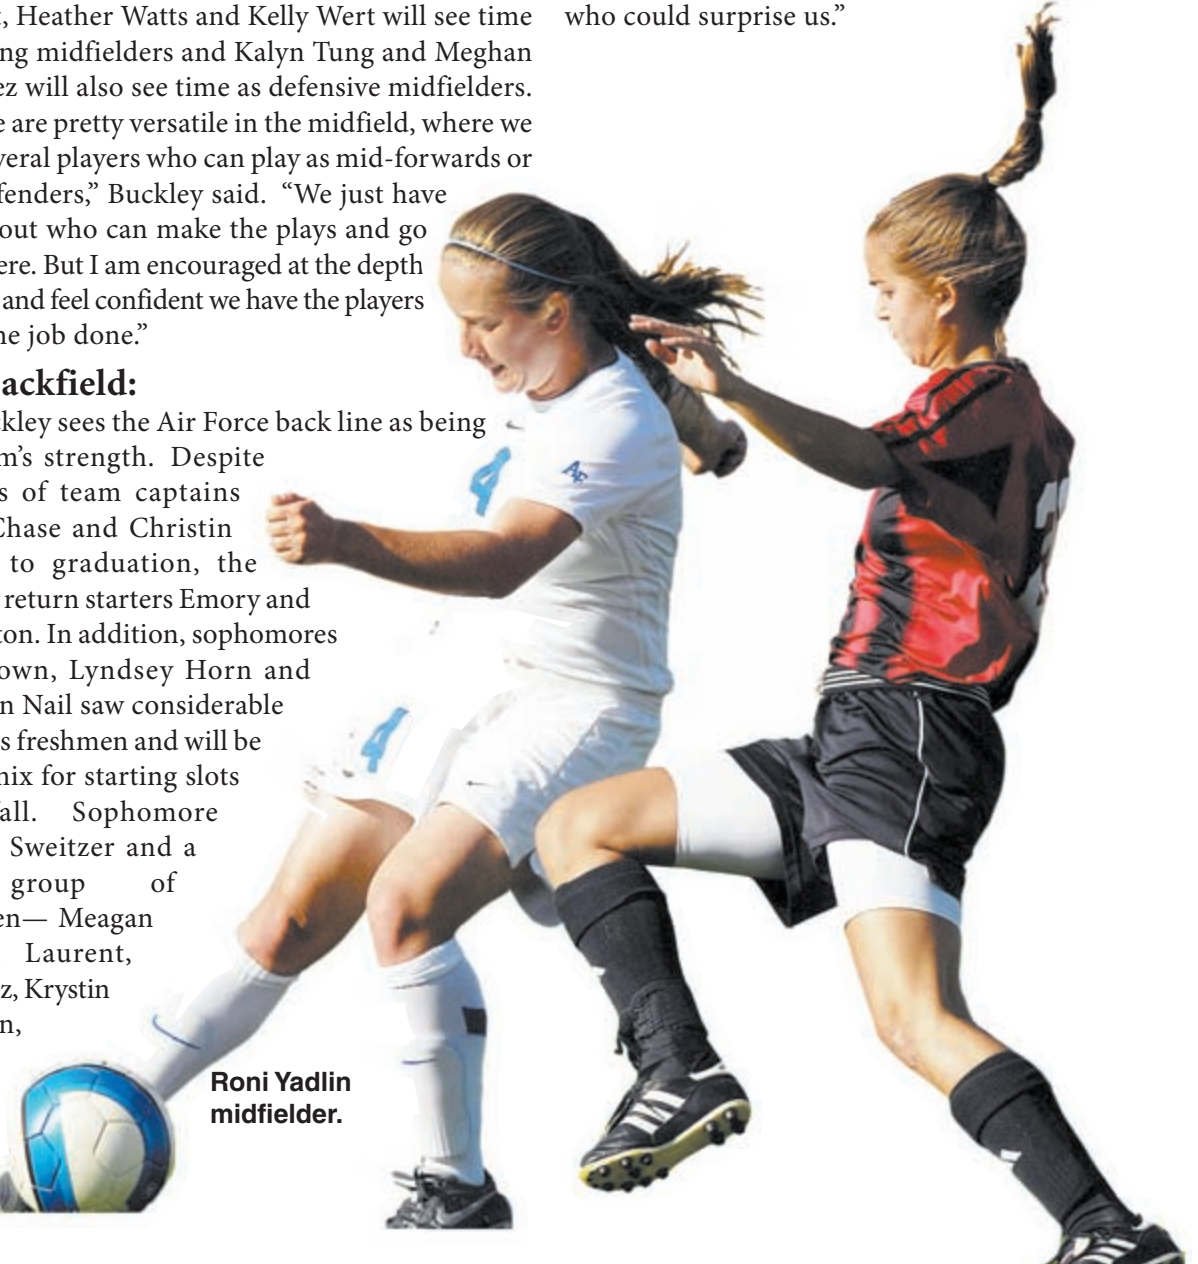 , Heather Watts and Kelly Wert will see time
ng midfielders and Kalyn Tung and Meghan
ez will also see time as defensive midfielders.
e are pretty versatile in the midfield, where we
veral players who can play as mid-forwards or
fenders,” Buckley said. “We just have
out who can make the plays and go
ere. But I am encouraged at the depth
and feel confident we have the players
he job done.”
ackfield:
ckley sees the Air Force back line as being
m’s strength. Despite
s of team captains
Chase and Christin
to graduation, the
return starters Emory and
ton. In addition, sophomores
own, Lyndsey Horn and
n Nail saw considerable
s freshmen and will be
mix for starting slots
fall. Sophomore
Sweitzer and a
group of
en— Meagan
Laurent,
z, Krystin
n,
who could surprise us.”
4
AF
4
Roni Yadlin
midfielder.